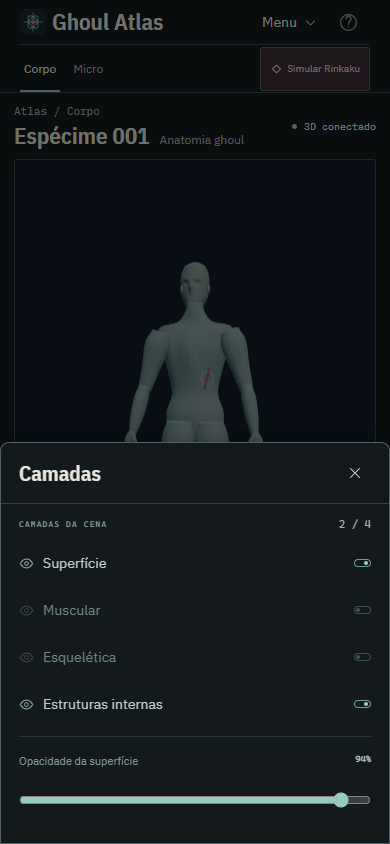 Ghoul Atlas
Menu
Corpo
Micro
Simular Rinkaku
Atlas / Corpo
Espécime 001
Anatomia ghoul
3D conectado
Camadas
CAMADAS DA CENA
2 / 4
Superfície
Muscular
Esquelética
Estruturas internas
Opacidade da superfície
94%